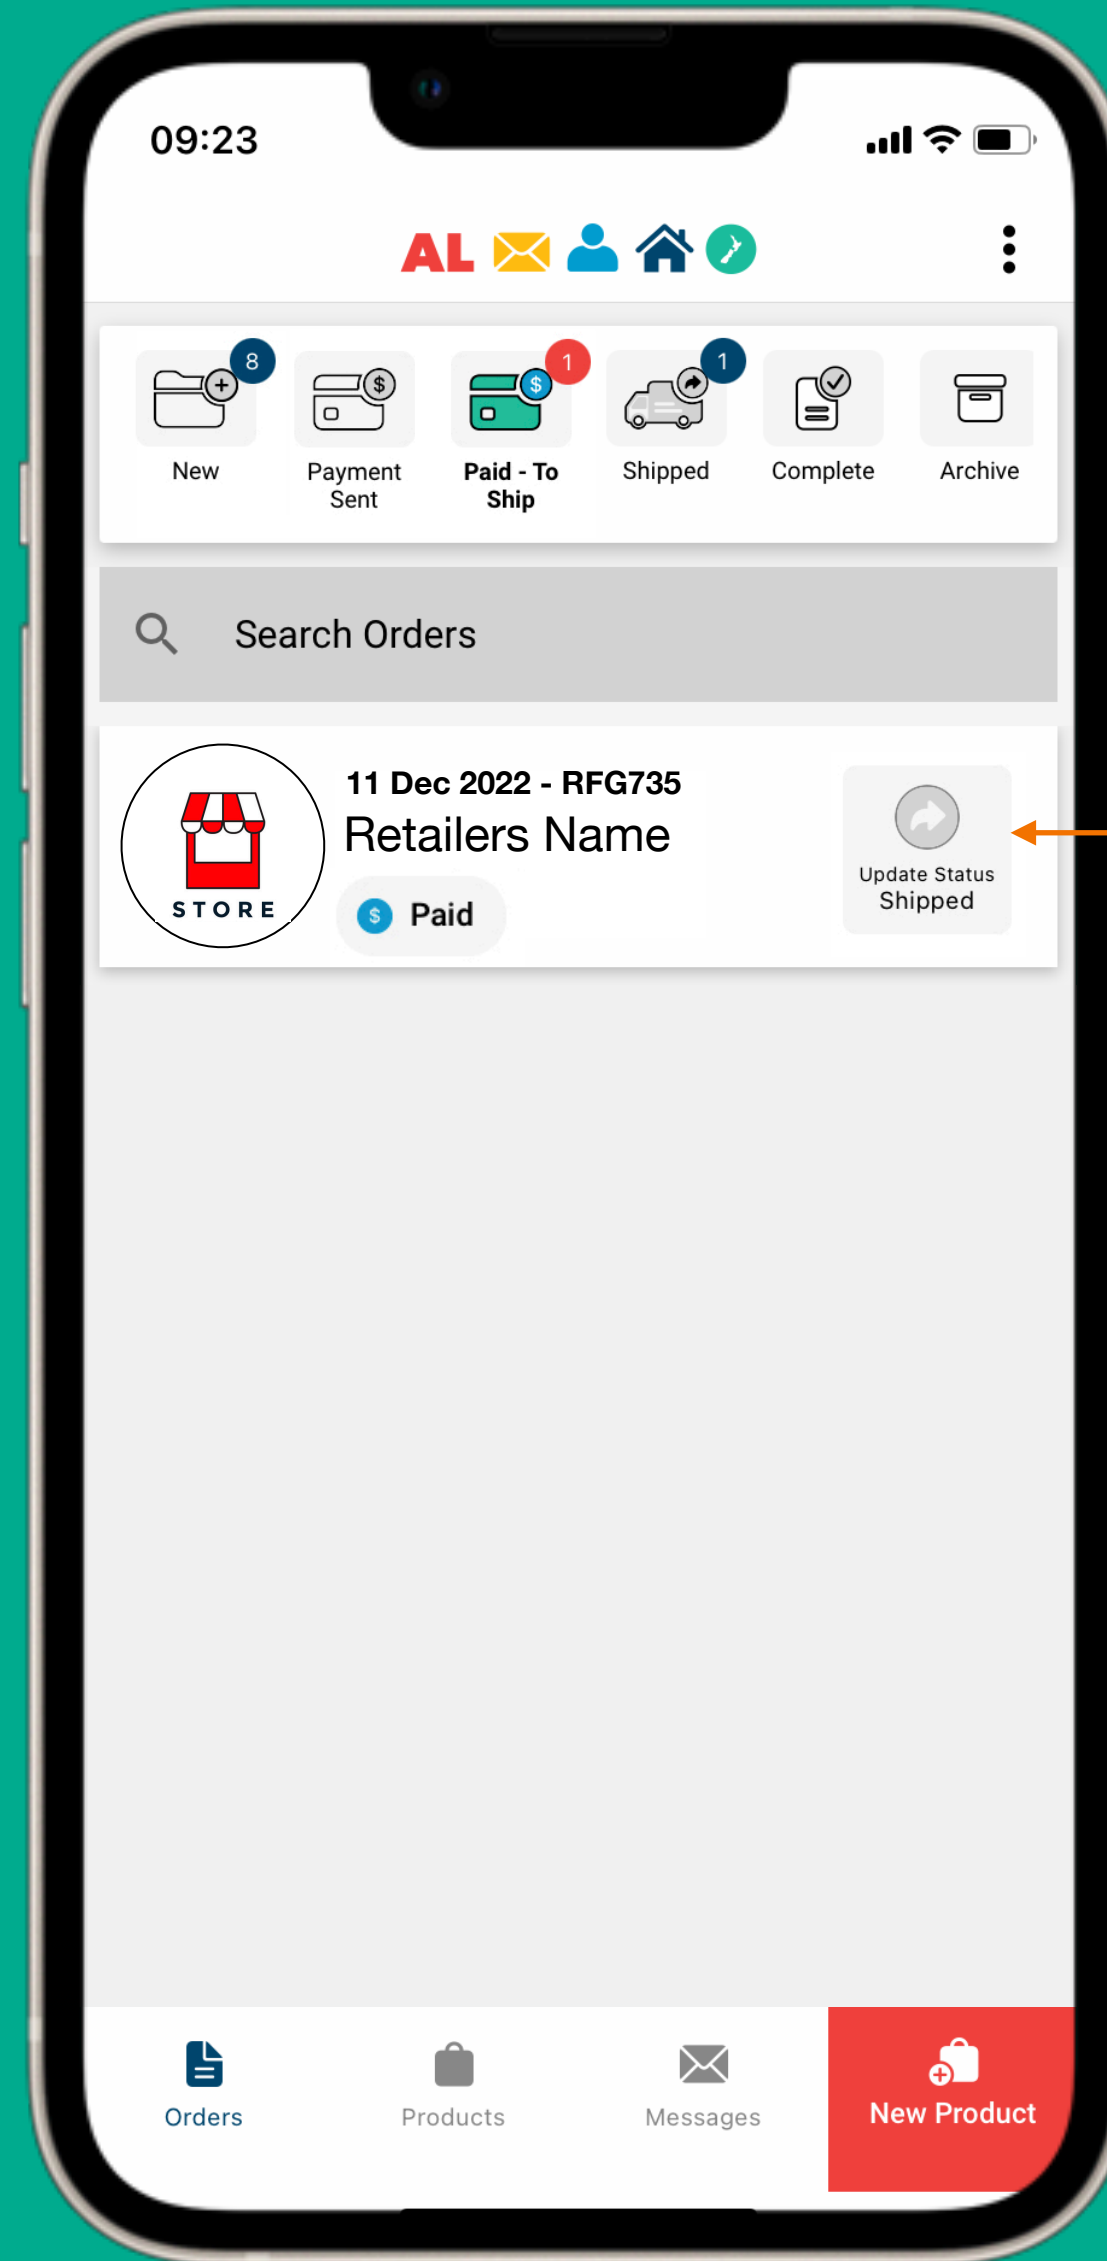 09:23
AL
8
1
1
$
$
New
Payment
Sent
Paid - To
Ship
Shipped
Complete
Archive
Search Orders
STORE
11 Dec 2022 - RFG735
Retailers Name
$ Paid
Update Status
Shipped
Orders
Products
Messages
New Product